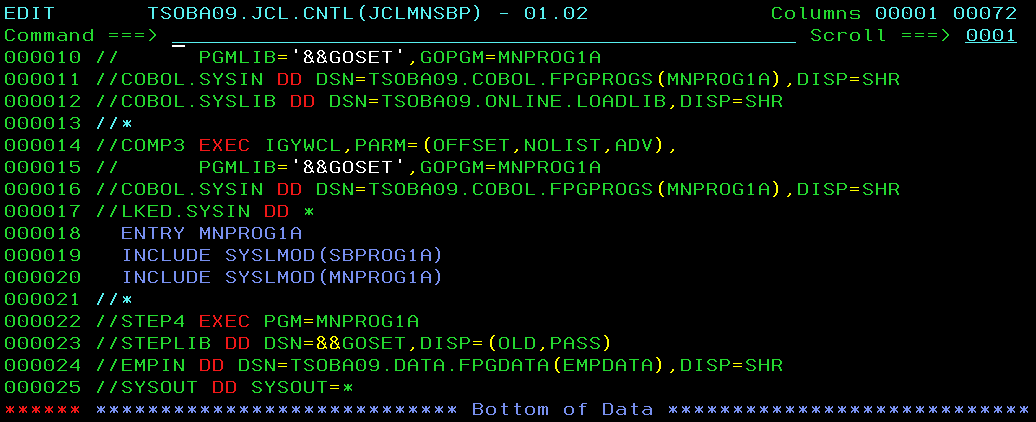 EDIT       TSOBA09.JCL.CNTL(JCLMNSBP) - 01.02                 Columns 00001 00072
Command ===>                                                  Scroll ===> 0001
000010 //       PGMLIB='&&GOSET',GOPGM=MNPROG1A
000011 //COBOL.SYSIN DD DSN=TSOBA09.COBOL.FPGPROGS(MNPROG1A),DISP=SHR
000012 //COBOL.SYSLIB DD DSN=TSOBA09.ONLINE.LOADLIB,DISP=SHR
000013 //*
000014 //COMP3 EXEC IGYWCL,PARM=(OFFSET,NOLIST,ADV),
000015 //       PGMLIB='&&GOSET',GOPGM=MNPROG1A
000016 //COBOL.SYSIN DD DSN=TSOBA09.COBOL.FPGPROGS(MNPROG1A),DISP=SHR
000017 //LKED.SYSIN DD *
000018   ENTRY MNPROG1A
000019   INCLUDE SYSLMOD(SBPROG1A)
000020   INCLUDE SYSLMOD(MNPROG1A)
000021 //*
000022 //STEP4 EXEC PGM=MNPROG1A
000023 //STEPLIB DD DSN=&&GOSET,DISP=(OLD,PASS)
000024 //EMPIN DD DSN=TSOBA09.DATA.FPGDATA(EMPDATA),DISP=SHR
000025 //SYSOUT DD SYSOUT=*
****** **************************** Bottom of Data ****************************